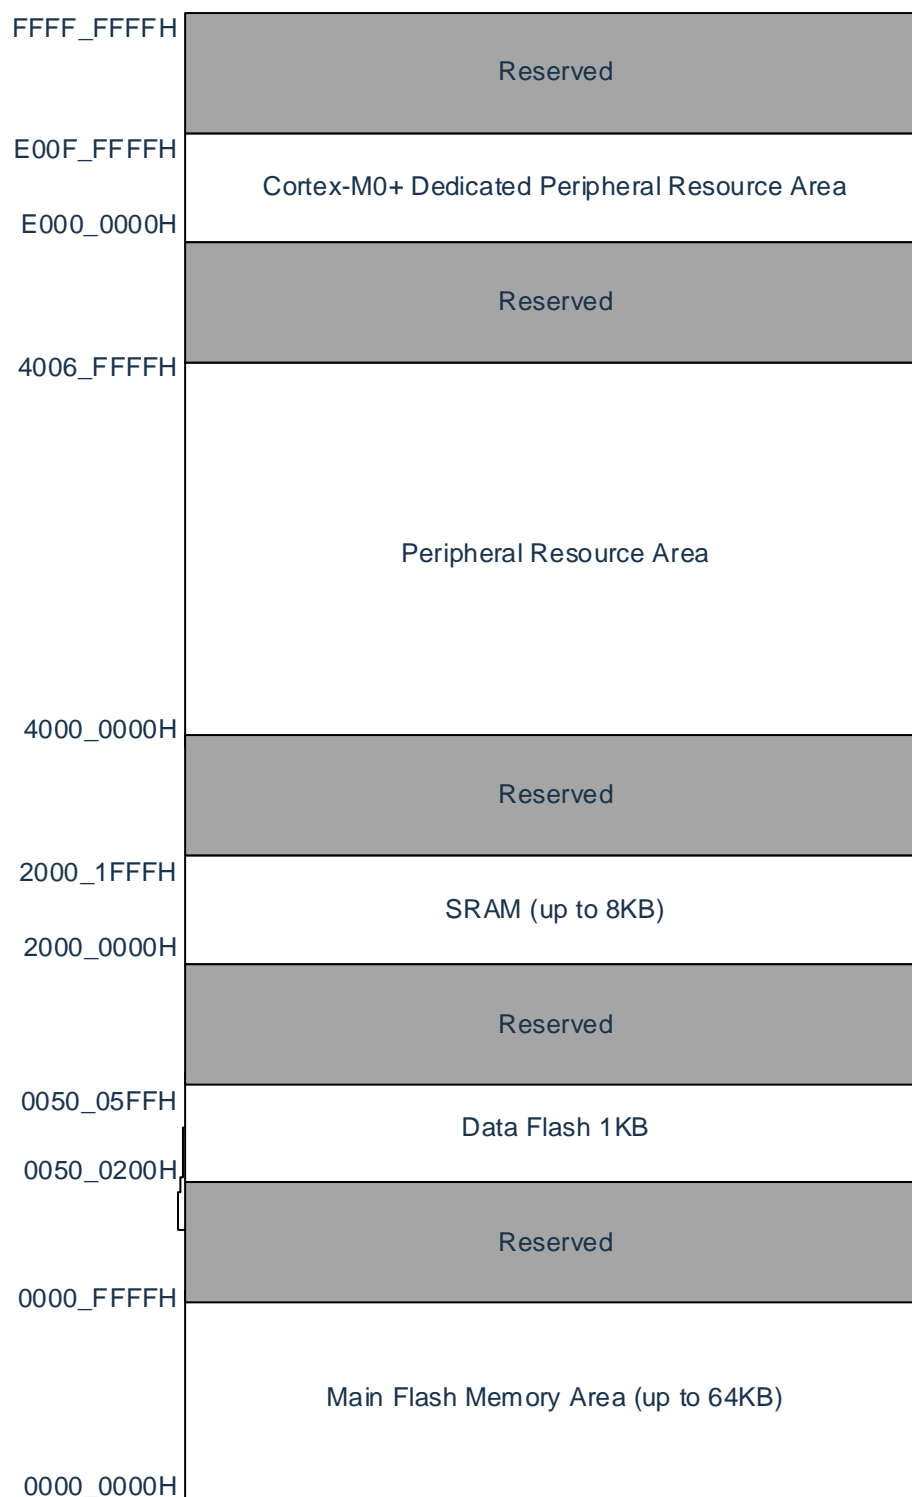 FFFF_FFFFH
Reserved
E00F_FFFFH
Cortex-M0+ Dedicated Peripheral Resource Area
E000_0000H
Reserved
4006_FFFFH
Peripheral Resource Area
4000_0000H
Reserved
2000_1FFFH
SRAM (up to 8KB)
2000_0000H
Reserved
0050_05FFH
Data Flash 1KB
0050_0200H
Reserved
0000_FFFFH
Main Flash Memory Area (up to 64KB)
0000_0000H